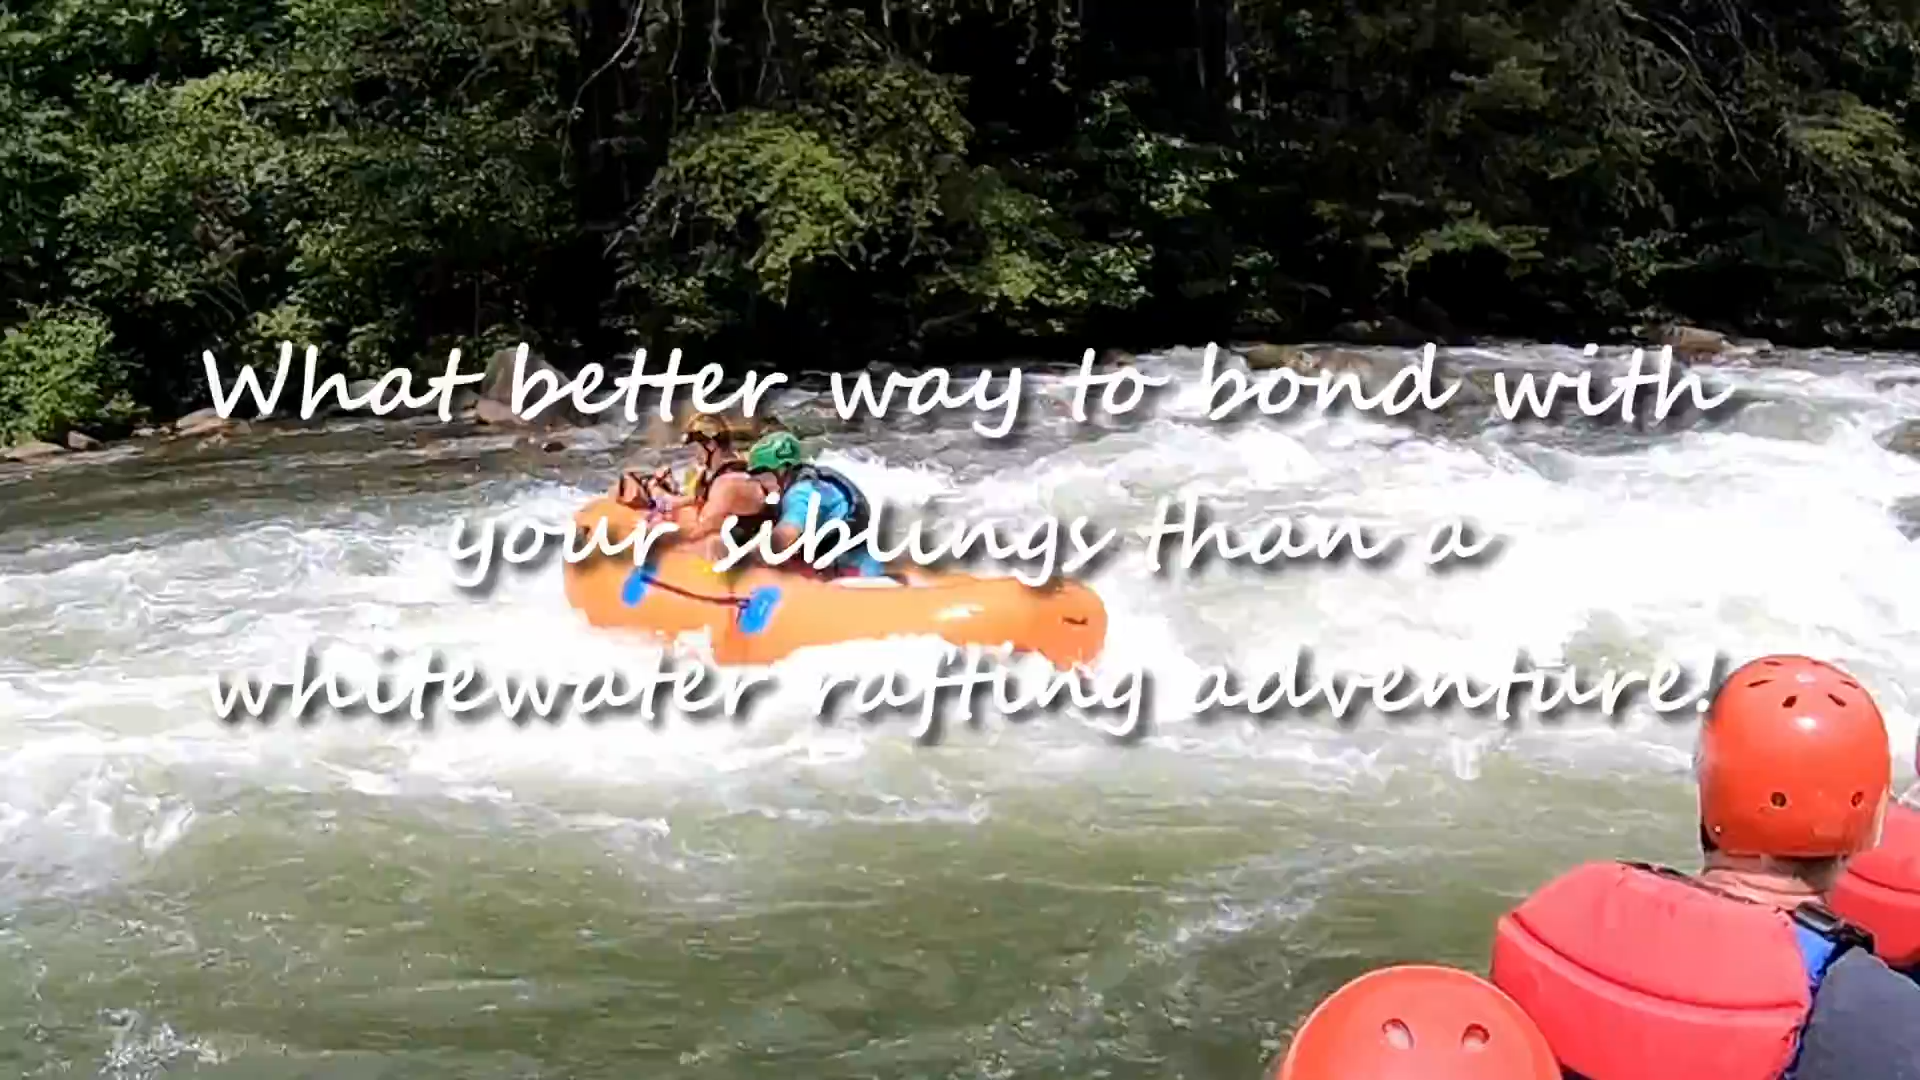 What better way to bond with
your siblings than a
whitewater rafting adventure!